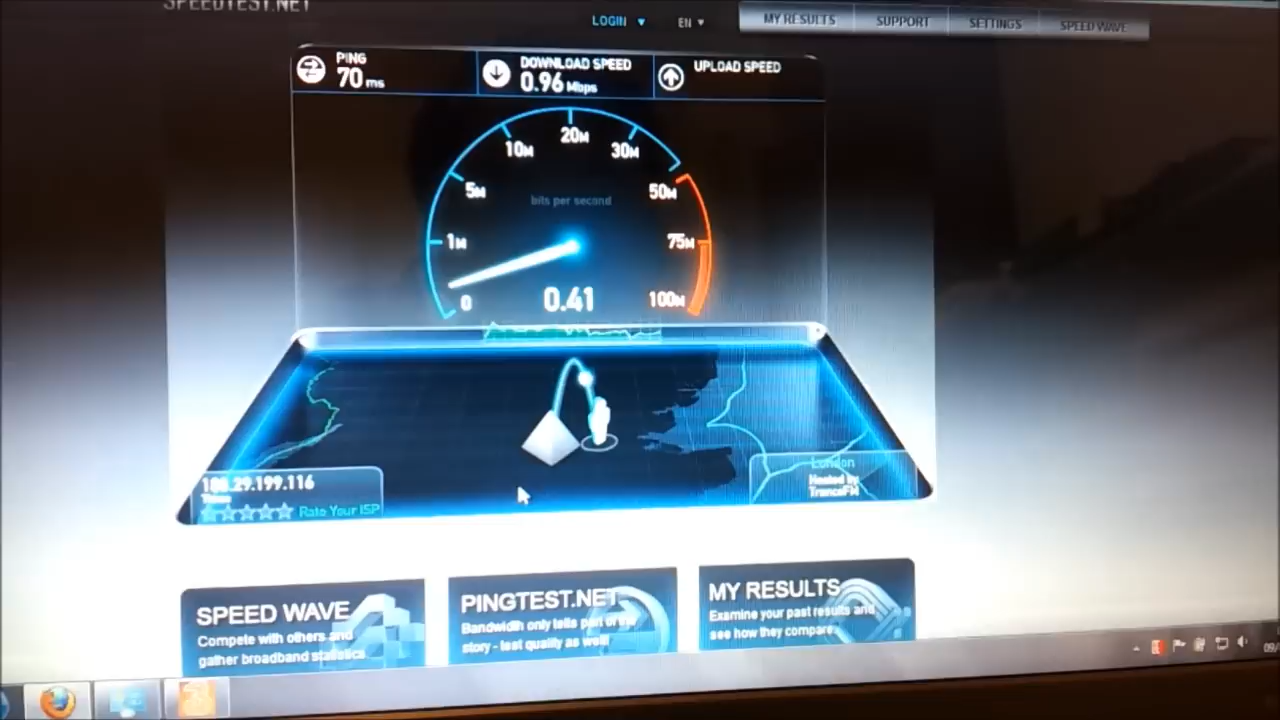 SPEEDTEST.NET
LOGIN ▼ EN ▼ MY RESULTS SUPPORT SETTINGS SPEED WAVE
PING
70 ms
DOWNLOAD SPEED
0.96 Mbps
UPLOAD SPEED
20M
10M 30M
5M 50M
bits per second
1M 75M
0 0.41 100M
.29.199.116
Rate Your ISP
London
Hosted by
TranceFM
SPEED WAVE
Compete with others and
gather broadband statistics
PINGTEST.NET
Bandwidth only tells part of the
story - test quality as well!
MY RESULTS
Examine your past results and
see how they compare.